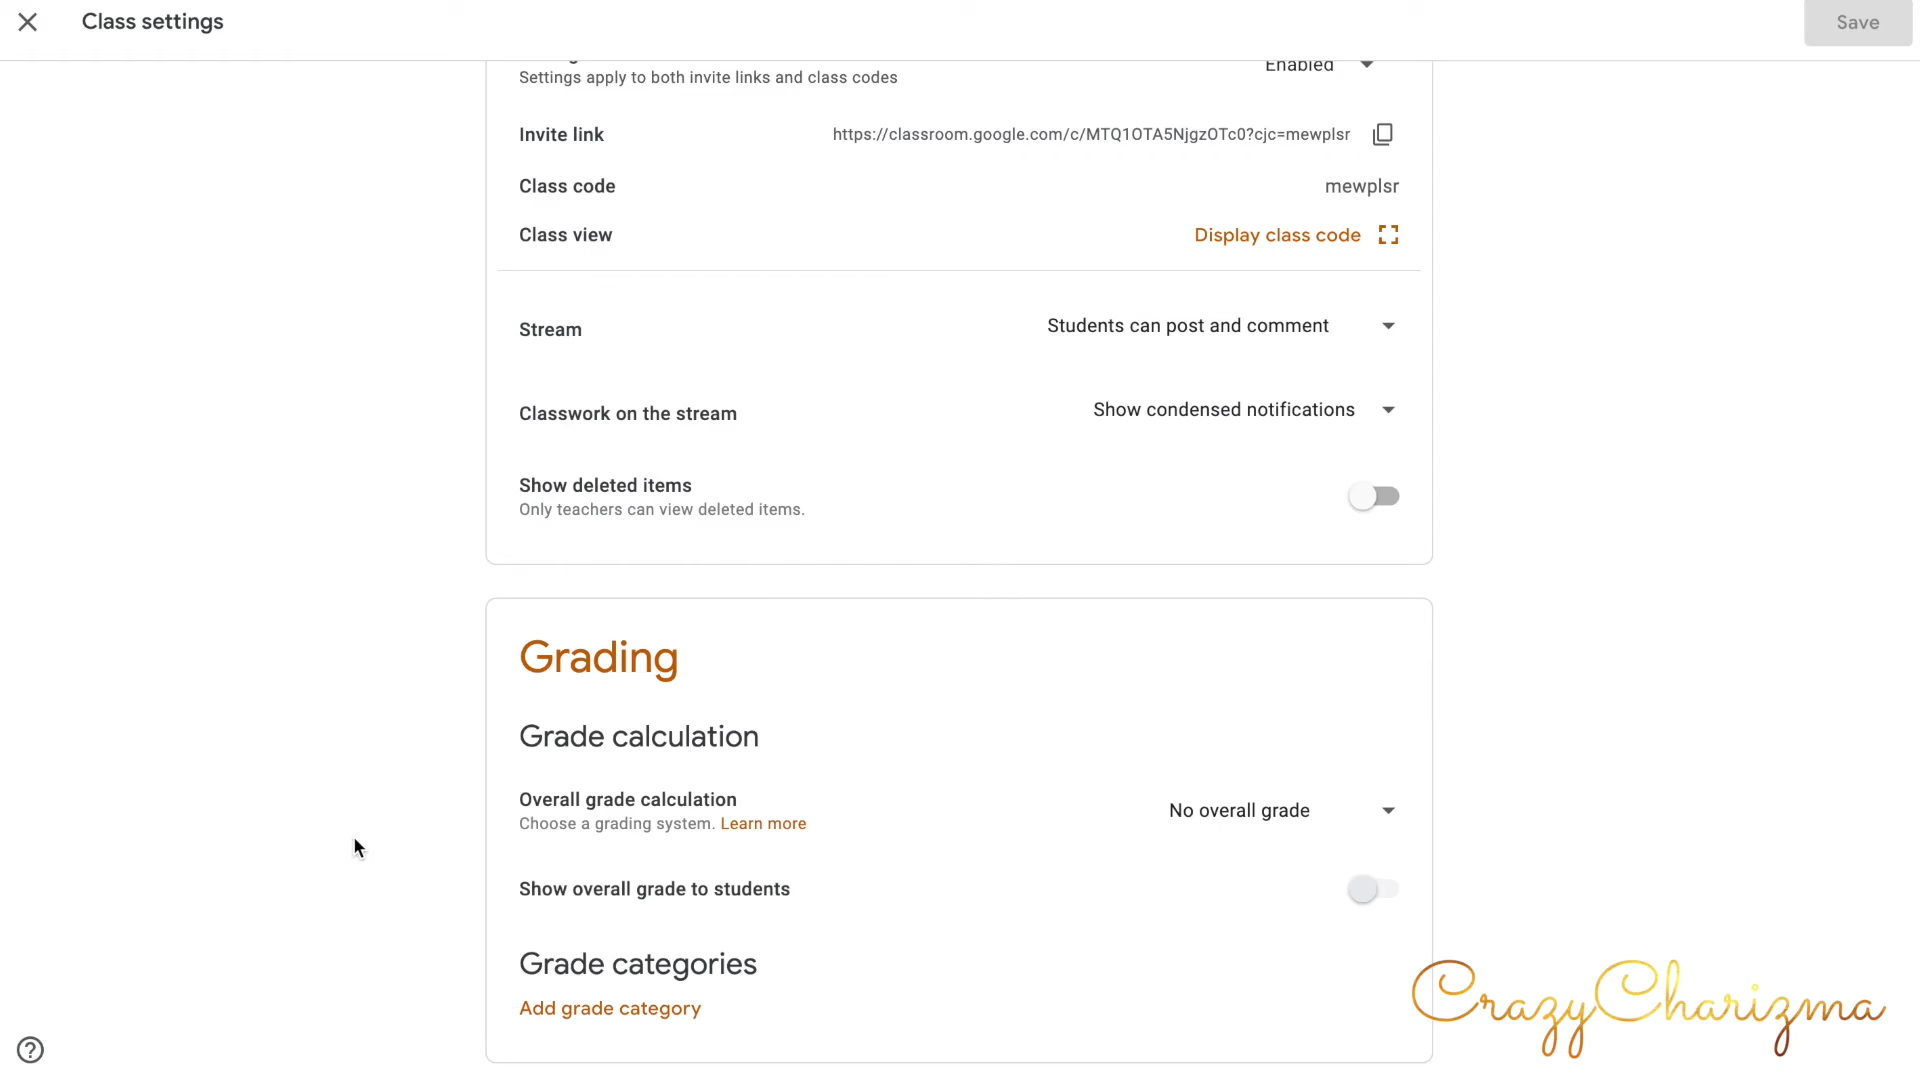 Class settings
Save
Enabled
Settings apply to both invite links and class codes
Invite link
https://classroom.google.com/c/MTQ1OTA5NjgzOTc0?cjc=mewplsr
Class code
mewplsr
Class view
Display class code
Stream
Students can post and comment
Classwork on the stream
Show condensed notifications
Show deleted items
Only teachers can view deleted items.
Grading
Grade calculation
Overall grade calculation
Choose a grading system. Learn more
No overall grade
Show overall grade to students
Grade categories
Add grade category
CrazyCharizma